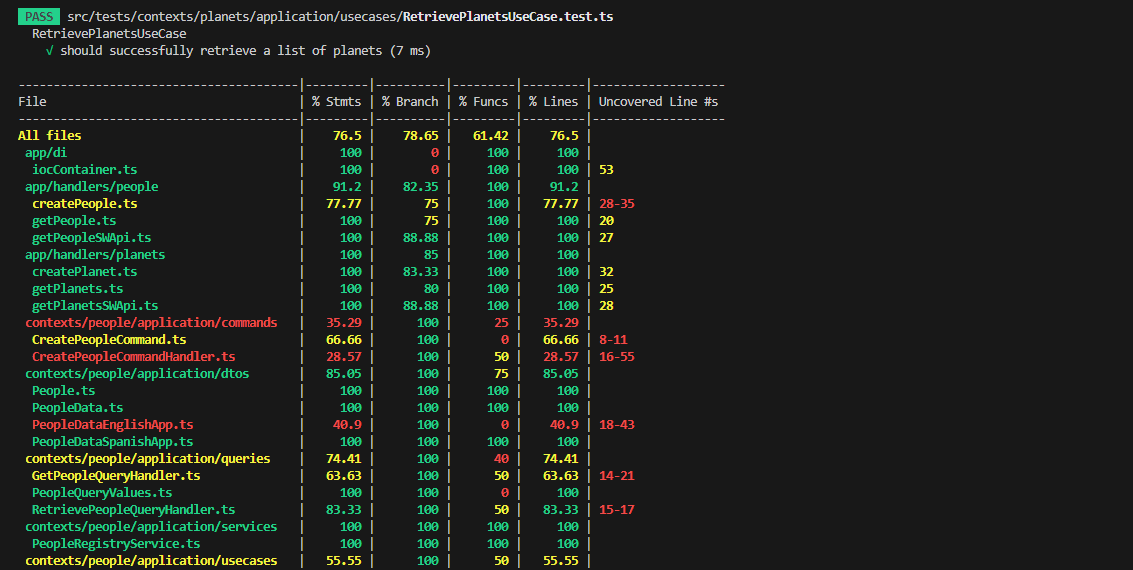 PASS src/tests/contexts/planets/application/usecases/RetrievePlanetsUseCase.test.ts
RetrievePlanetsUseCase
√ should successfully retrieve a list of planets (7 ms)
----------------------------------------|---------|----------|---------|---------|-------------------
File | % Stmts | % Branch | % Funcs | % Lines | Uncovered Line #s
----------------------------------------|---------|----------|---------|---------|-------------------
All files | 76.5 | 78.65 | 61.42 | 76.5 |
app/di | 100 | 0 | 100 | 100 |
iocContainer.ts | 100 | 0 | 100 | 100 | 53
app/handlers/people | 91.2 | 82.35 | 100 | 91.2 |
createPeople.ts | 77.77 | 75 | 100 | 77.77 | 28-35
getPeople.ts | 100 | 75 | 100 | 100 | 20
getPeopleSWApi.ts | 100 | 88.88 | 100 | 100 | 27
app/handlers/planets | 100 | 85 | 100 | 100 |
createPlanet.ts | 100 | 83.33 | 100 | 100 | 32
getPlanets.ts | 100 | 80 | 100 | 100 | 25
getPlanetsSWApi.ts | 100 | 88.88 | 100 | 100 | 28
contexts/people/application/commands | 35.29 | 100 | 25 | 35.29 |
CreatePeopleCommand.ts | 66.66 | 100 | 0 | 66.66 | 8-11
CreatePeopleCommandHandler.ts | 28.57 | 100 | 50 | 28.57 | 16-55
contexts/people/application/dtos | 85.05 | 100 | 75 | 85.05 |
People.ts | 100 | 100 | 100 | 100 |
PeopleData.ts | 100 | 100 | 100 | 100 |
PeopleDataEnglishApp.ts | 40.9 | 100 | 0 | 40.9 | 18-43
PeopleDataSpanishApp.ts | 100 | 100 | 100 | 100 |
contexts/people/application/queries | 74.41 | 100 | 40 | 74.41 |
GetPeopleQueryHandler.ts | 63.63 | 100 | 50 | 63.63 | 14-21
PeopleQueryValues.ts | 100 | 100 | 0 | 100 |
RetrievePeopleQueryHandler.ts | 83.33 | 100 | 50 | 83.33 | 15-17
contexts/people/application/services | 100 | 100 | 100 | 100 |
PeopleRegistryService.ts | 100 | 100 | 100 | 100 |
contexts/people/application/usecases | 55.55 | 100 | 50 | 55.55 |